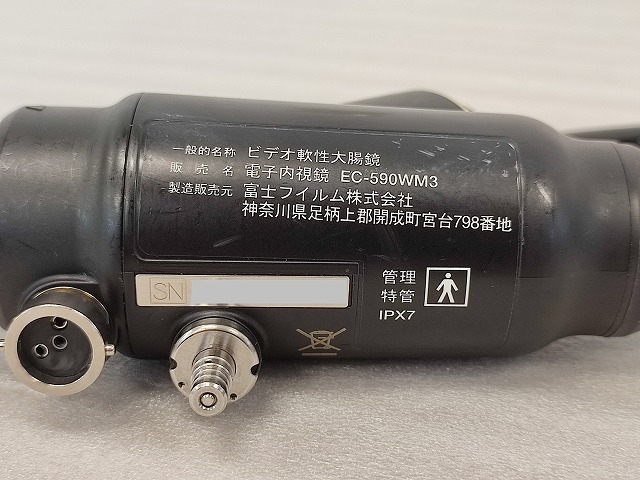 一般的名称 ビデオ軟性大腸鏡
販売名 電子内視鏡 EC-590WM3
製造販売元 富士フイルム株式会社
神奈川県足柄上郡開成町宮台798番地
SN
管理
特管
IPX7